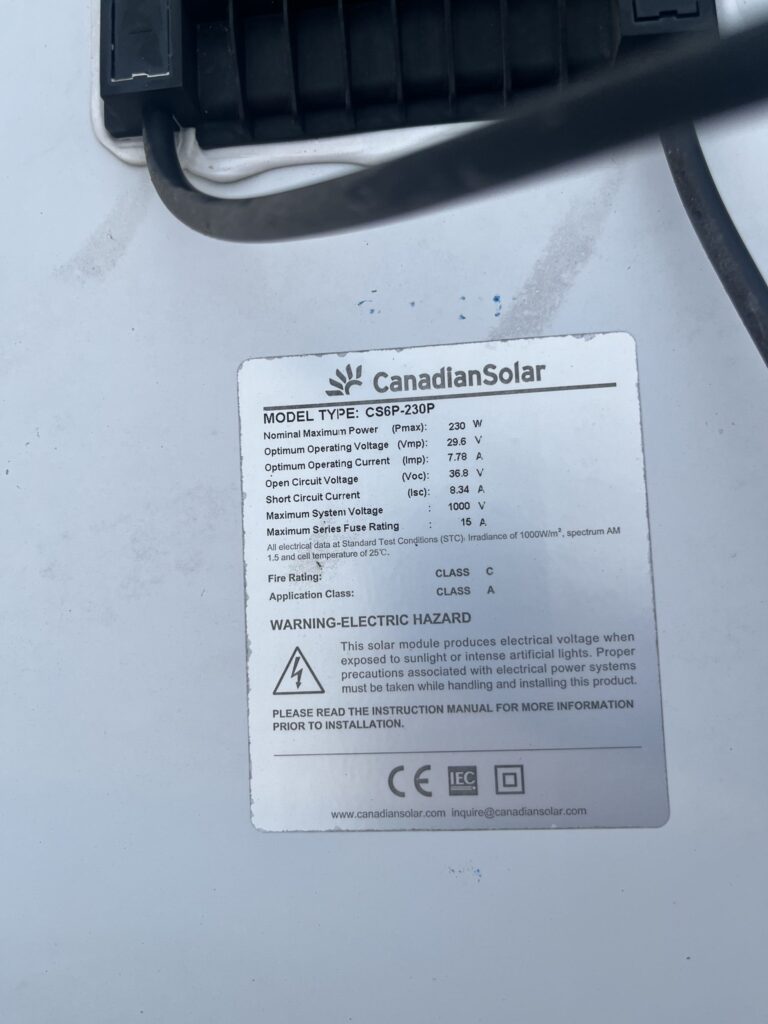 CanadianSolar
MODEL TYPE: CS6P-230P
Nominal Maximum Power (Pmax): 230 W
Optimum Operating Voltage (Vmp): 29.6 V
Optimum Operating Current (Imp): 7.78 A
Open Circuit Voltage (Voc): 36.8 V
Short Circuit Current (Isc): 8.34 A
Maximum System Voltage : 1000 V
Maximum Series Fuse Rating : 15 A
All electrical data at Standard Test Conditions (STC): Irradiance of 1000W/m², spectrum AM
1.5 and cell temperature of 25℃.
Fire Rating: CLASS C
Application Class: CLASS A
WARNING-ELECTRIC HAZARD
This solar module produces electrical voltage when
exposed to sunlight or intense artificial lights. Proper
precautions associated with electrical power systems
must be taken while handling and installing this product.
PLEASE READ THE INSTRUCTION MANUAL FOR MORE INFORMATION
PRIOR TO INSTALLATION.
CE IEC
www.canadiansolar.com inquire@canadiansolar.com